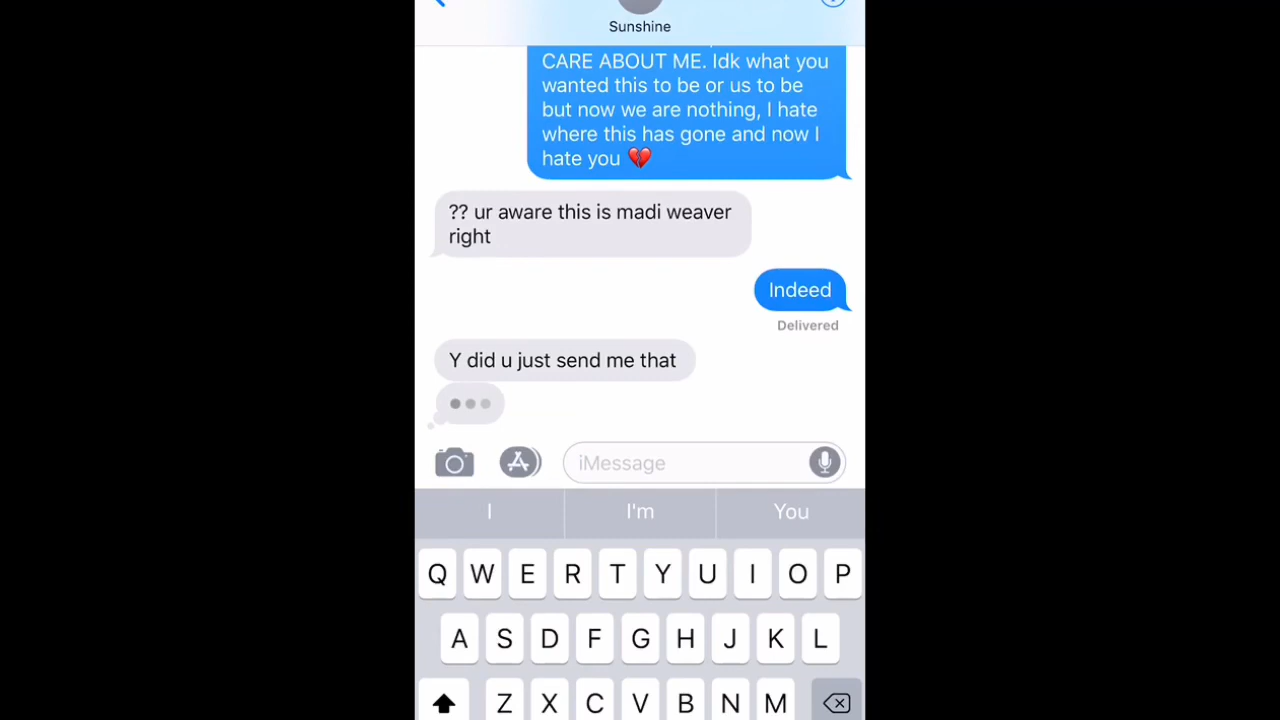 Sunshine
CARE ABOUT ME. Idk what you
wanted this to be or us to be
but now we are nothing, I hate
where this has gone and now I
hate you 💔
?? ur aware this is madi weaver
right
Indeed
Delivered
Y did u just send me that
iMessage
I I'm You
Q W E R T Y U I O P
A S D F G H J K L
Z X C V B N M